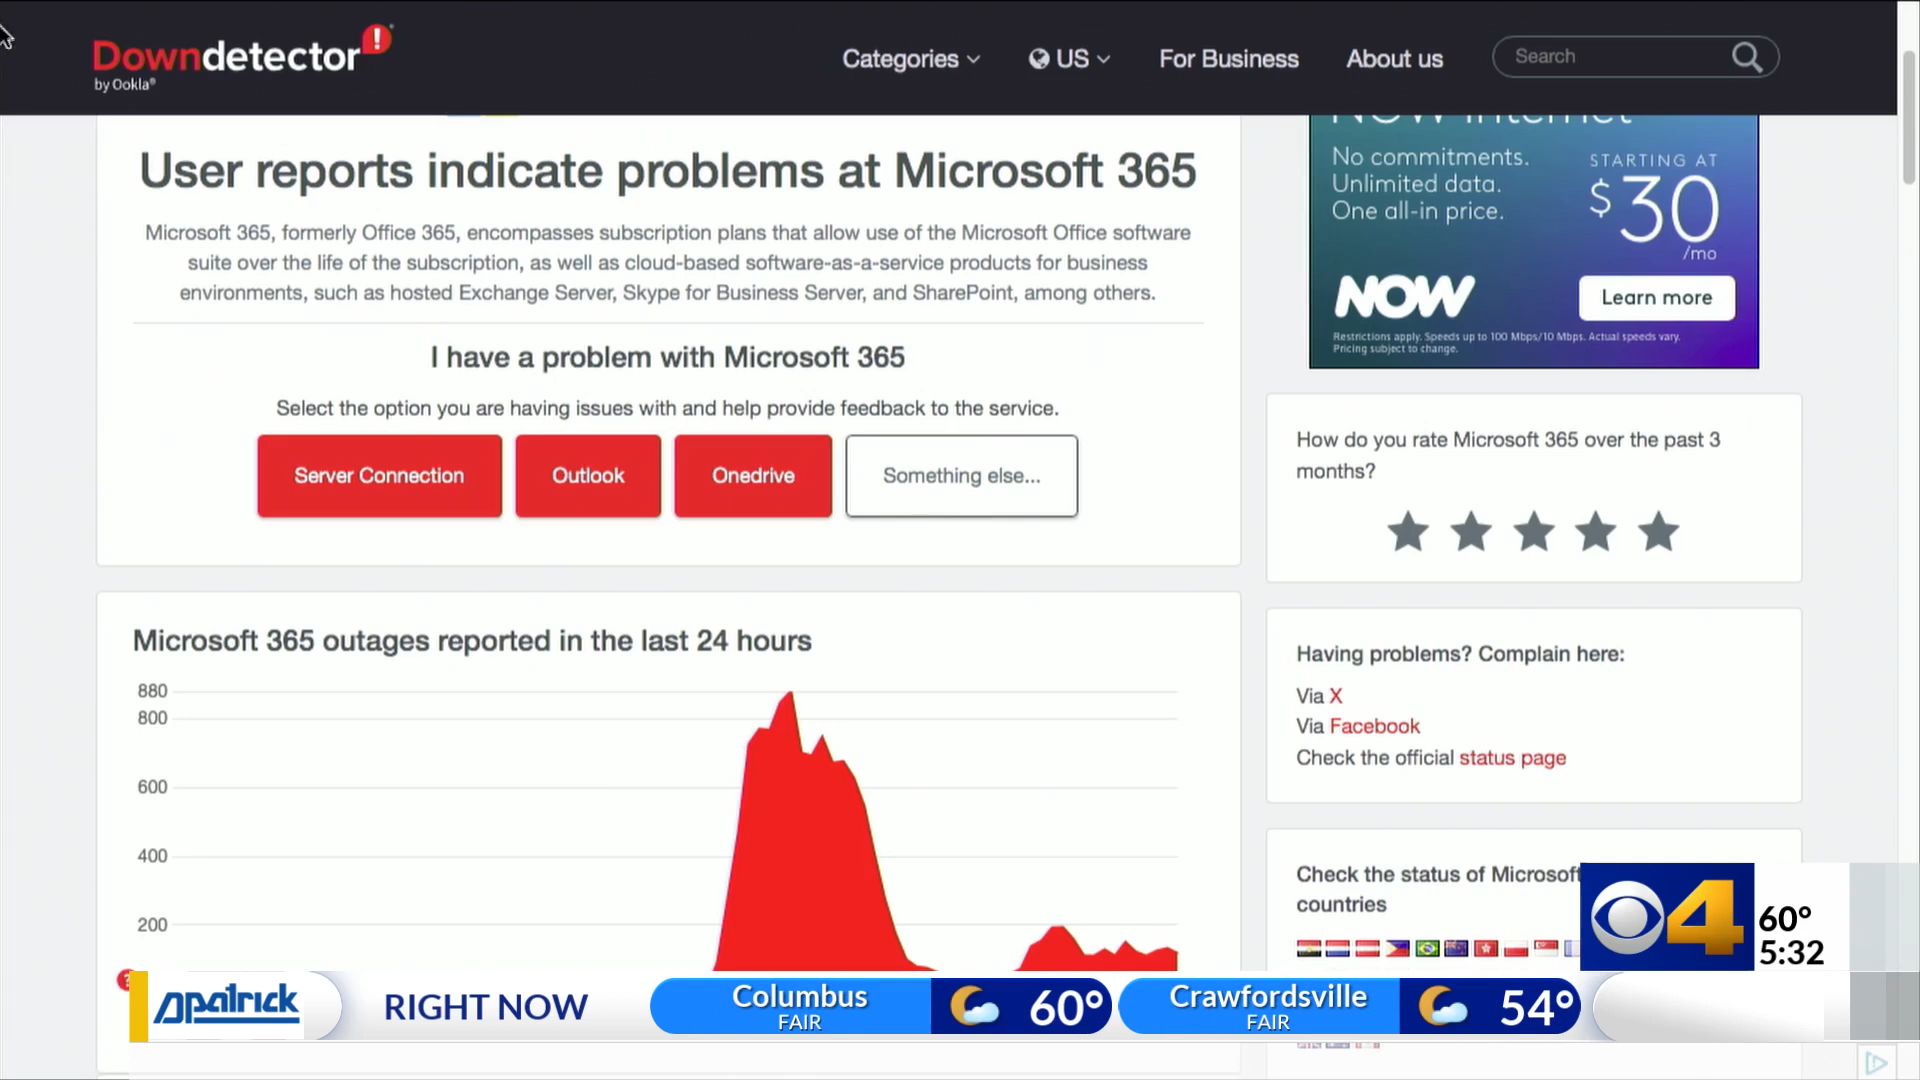 Downdetector
by Ookla®
Categories
US
For Business
About us
Search
User reports indicate problems at Microsoft 365
Microsoft 365, formerly Office 365, encompasses subscription plans that allow use of the Microsoft Office software
suite over the life of the subscription, as well as cloud-based software-as-a-service products for business
environments, such as hosted Exchange Server, Skype for Business Server, and SharePoint, among others.
I have a problem with Microsoft 365
Select the option you are having issues with and help provide feedback to the service.
Server Connection
Outlook
Onedrive
Something else...
Microsoft 365 outages reported in the last 24 hours
880
800
600
400
200
NOW Internet
No commitments.
Unlimited data.
One all-in price.
STARTING AT
$30
/mo
NOW
Learn more
Restrictions apply. Speeds up to 100 Mbps/10 Mbps. Actual speeds vary.
Pricing subject to change.
How do you rate Microsoft 365 over the past 3
months?
Having problems? Complain here:
Via X
Via Facebook
Check the official status page
Check the status of Microsoft
countries
4
60°
5:32
apatrick
RIGHT NOW
Columbus
FAIR
60°
Crawfordsville
FAIR
54°